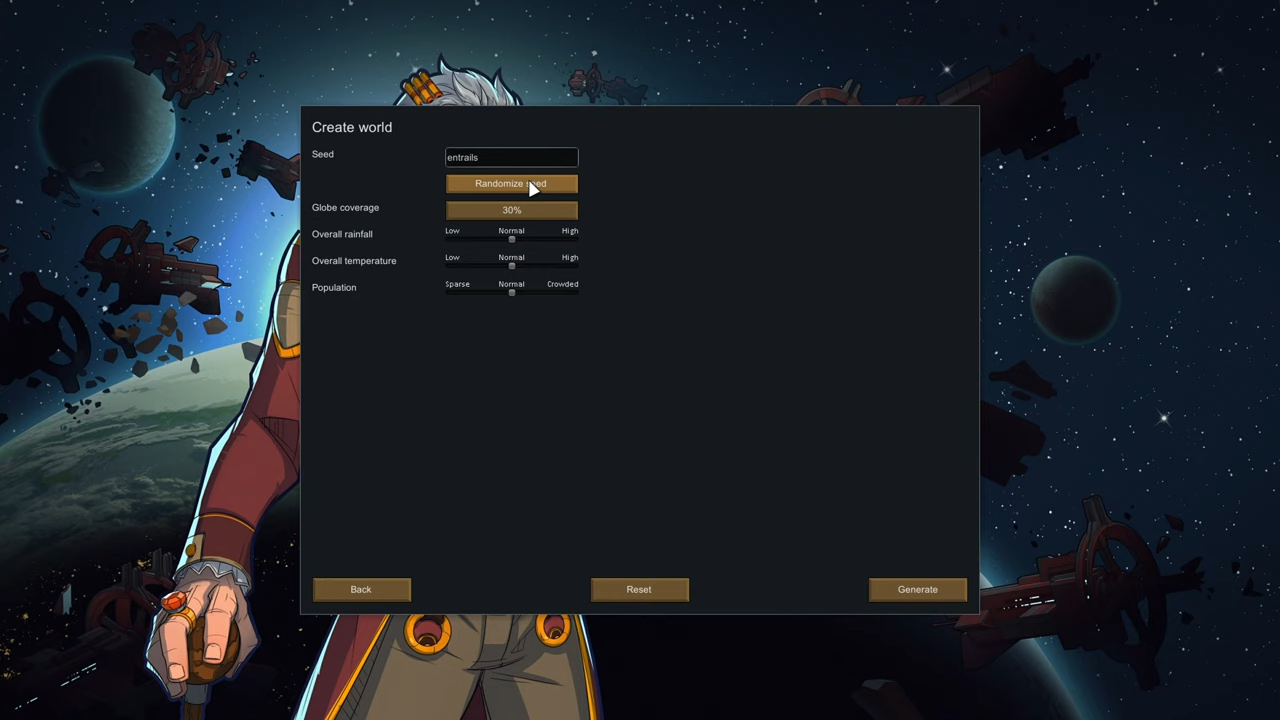 Create world
Seed
entrails
Randomize seed
Globe coverage
30%
Overall rainfall
Low Normal High
Overall temperature
Low Normal High
Population
Sparse Normal Crowded
Back Reset Generate